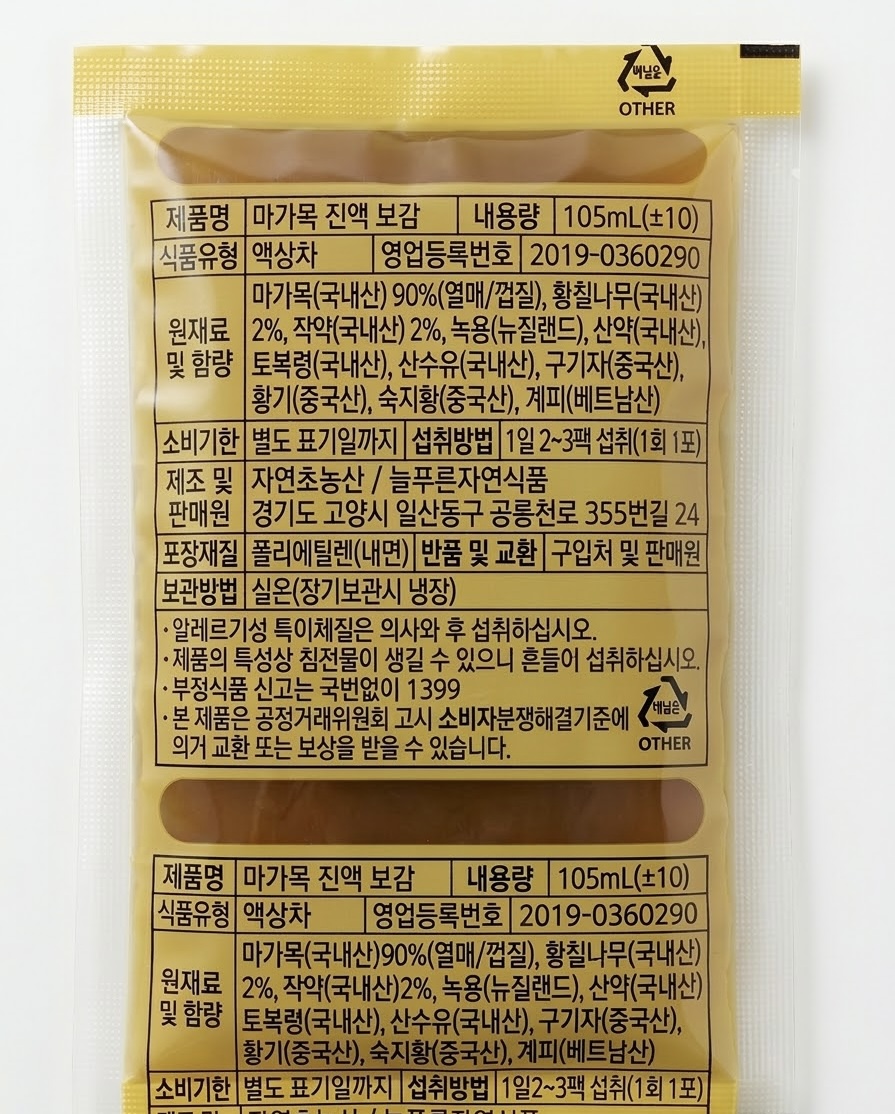 OTHER
제품명 마가목 진액 보감 내용량 105mL(±10)
식품유형 액상차 영업등록번호 2019-0360290
원재료 및 함량
마가목(국내산) 90%(열매/껍질), 황칠나무(국내산)
2%, 작약(국내산) 2%, 녹용(뉴질랜드), 산약(국내산),
토복령(국내산), 산수유(국내산), 구기자(중국산),
황기(중국산), 숙지황(중국산), 계피(베트남산)
소비기한 별도 표기일까지 섭취방법 1일 2~3팩 섭취(1회 1포)
제조 및 판매원
자연초농산 / 늘푸른자연식품
경기도 고양시 일산동구 공릉천로 355번길 24
포장재질 폴리에틸렌(내면) 반품 및 교환 구입처 및 판매원
보관방법 실온(장기보관시 냉장)
·알레르기성 특이체질은 의사와 후 섭취하십시오.
·제품의 특성상 침전물이 생길 수 있으니 흔들어 섭취하십시오.
·부정식품 신고는 국번없이 1399
·본 제품은 공정거래위원회 고시 소비자분쟁해결기준에
의거 교환 또는 보상을 받을 수 있습니다.
OTHER
제품명 마가목 진액 보감 내용량 105mL(±10)
식품유형 액상차 영업등록번호 2019-0360290
원재료 및 함량
마가목(국내산)90%(열매/껍질), 황칠나무(국내산)
2%, 작약(국내산)2%, 녹용(뉴질랜드), 산약(국내산)
토복령(국내산), 산수유(국내산), 구기자(중국산),
황기(중국산), 숙지황(중국산), 계피(베트남산)
소비기한 별도 표기일까지 섭취방법 1일2~3팩 섭취(1회 1포)